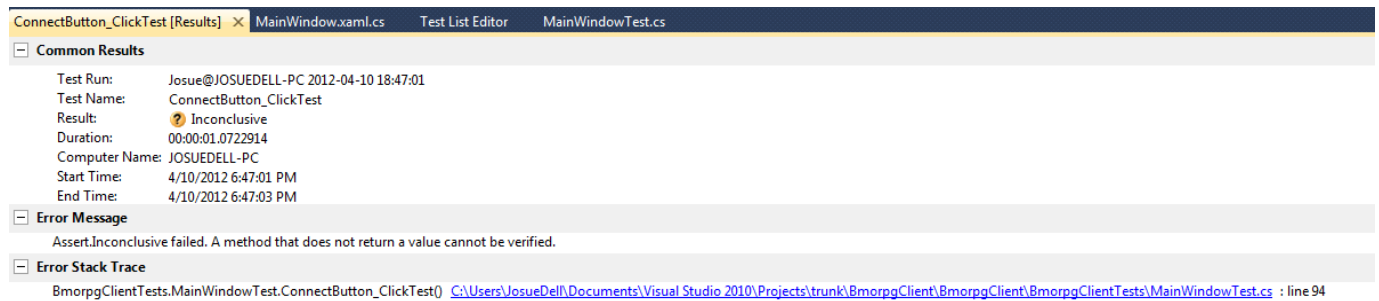 ConnectButton_ClickTest [Results] MainWindow.xaml.cs Test List Editor MainWindowTest.cs
Common Results
Test Run: Josue@JOSUEDELL-PC 2012-04-10 18:47:01
Test Name: ConnectButton_ClickTest
Result: Inconclusive
Duration: 00:00:01.0722914
Computer Name: JOSUEDELL-PC
Start Time: 4/10/2012 6:47:01 PM
End Time: 4/10/2012 6:47:03 PM
Error Message
Assert.Inconclusive failed. A method that does not return a value cannot be verified.
Error Stack Trace
BmorpgClientTests.MainWindowTest.ConnectButton_ClickTest() C:\Users\JosueDell\Documents\Visual Studio 2010\Projects\trunk\BmorpgClient\BmorpgClient\BmorpgClientTests\MainWindowTest.cs : line 94